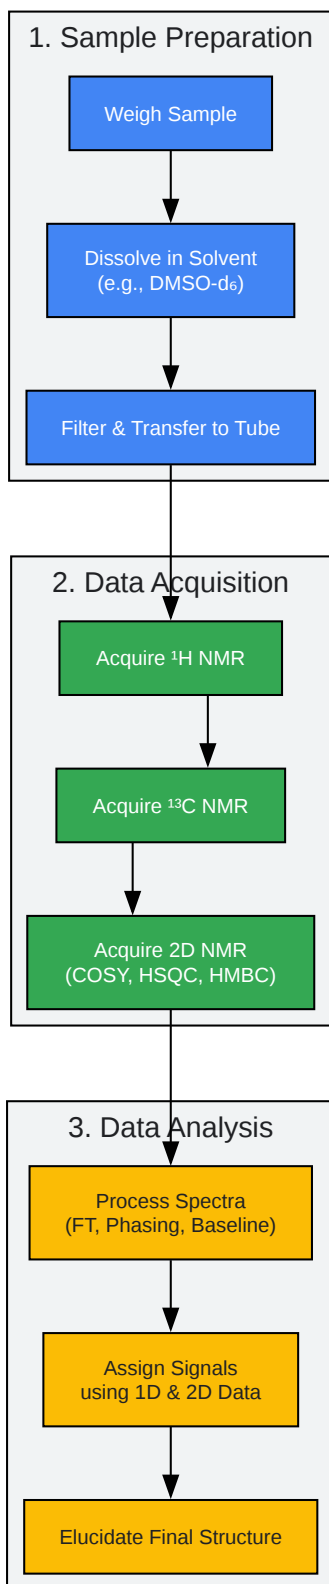 1. Sample Preparation
Weigh Sample
Dissolve in Solvent
(e.g., DMSO-d₆)
Filter & Transfer to Tube
2. Data Acquisition
Acquire ¹H NMR
Acquire ¹³C NMR
Acquire 2D NMR
(COSY, HSQC, HMBC)
3. Data Analysis
Process Spectra
(FT, Phasing, Baseline)
Assign Signals
using 1D & 2D Data
Elucidate Final Structure